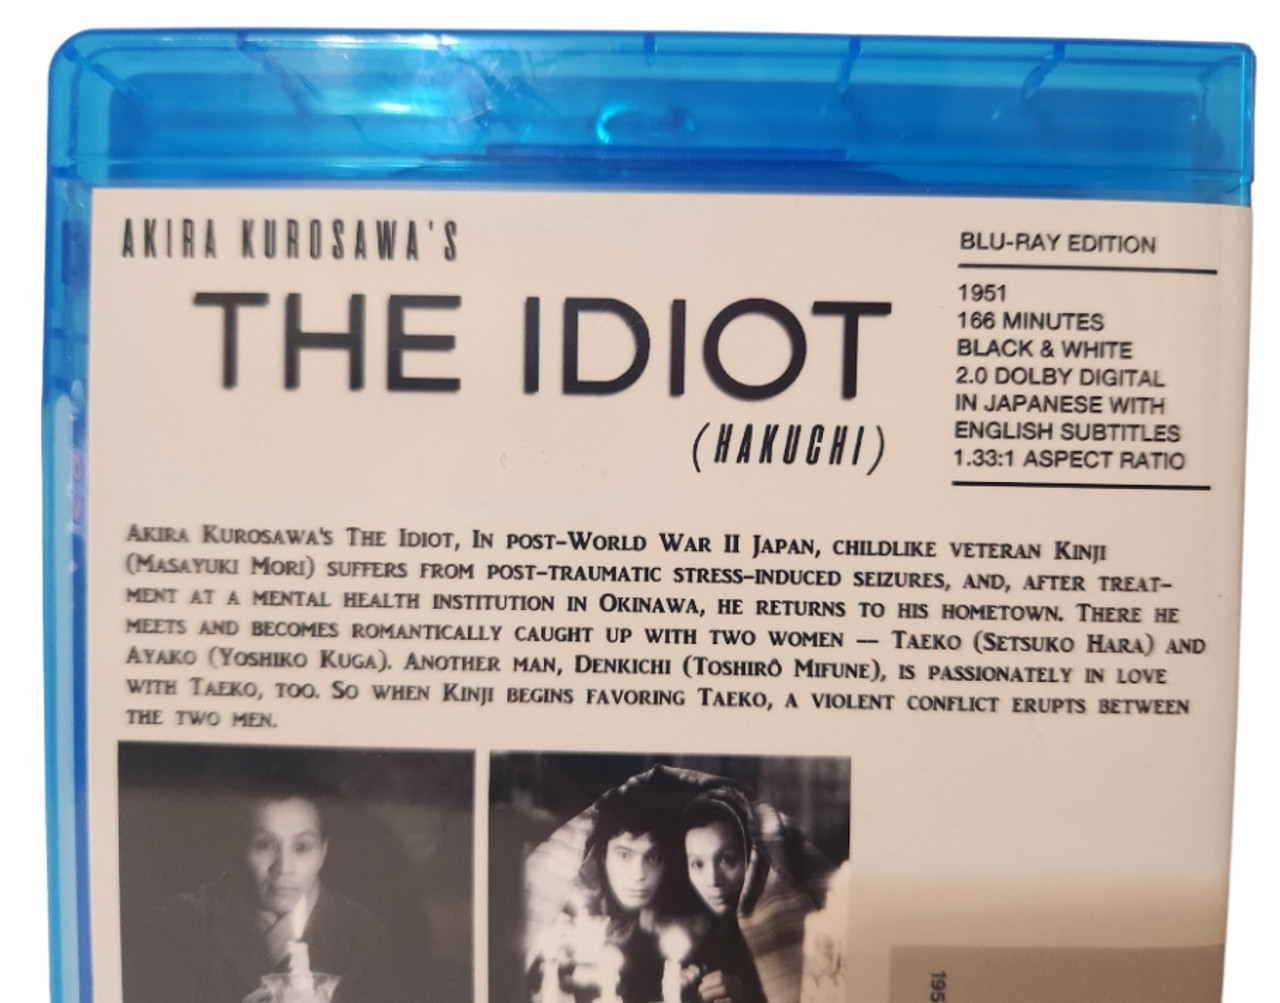 AKIRA KUROSAWA'S
THE IDIOT
(HAKUCHI)
BLU-RAY EDITION
1951
166 MINUTES
BLACK & WHITE
2.0 DOLBY DIGITAL
IN JAPANESE WITH
ENGLISH SUBTITLES
1.33:1 ASPECT RATIO
AKIRA KUROSAWA'S THE IDIOT, IN POST-WORLD WAR II JAPAN, CHILDLIKE VETERAN KINJI
(MASAYUKI MORI) SUFFERS FROM POST-TRAUMATIC STRESS-INDUCED SEIZURES, AND, AFTER TREAT-
MENT AT A MENTAL HEALTH INSTITUTION IN OKINAWA, HE RETURNS TO HIS HOMETOWN. THERE HE
MEETS AND BECOMES ROMANTICALLY CAUGHT UP WITH TWO WOMEN — TAEKO (SETSUKO HARA) AND
AYAKO (YOSHIKO KUGA). ANOTHER MAN, DENKICHI (TOSHIRÔ MIFUNE), IS PASSIONATELY IN LOVE
WITH TAEKO, TOO. SO WHEN KINJI BEGINS FAVORING TAEKO, A VIOLENT CONFLICT ERUPTS BETWEEN
THE TWO MEN.